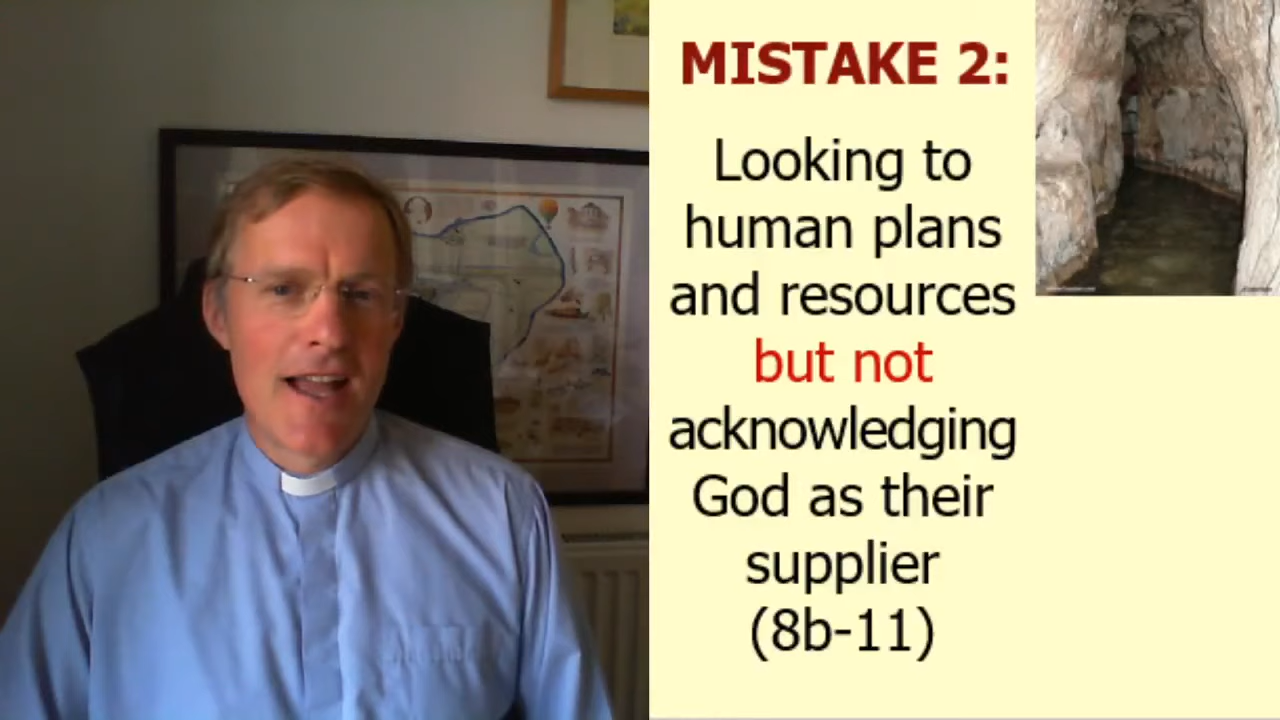 MISTAKE 2:
Looking to
human plans
and resources
but not
acknowledging
God as their
supplier
(8b-11)